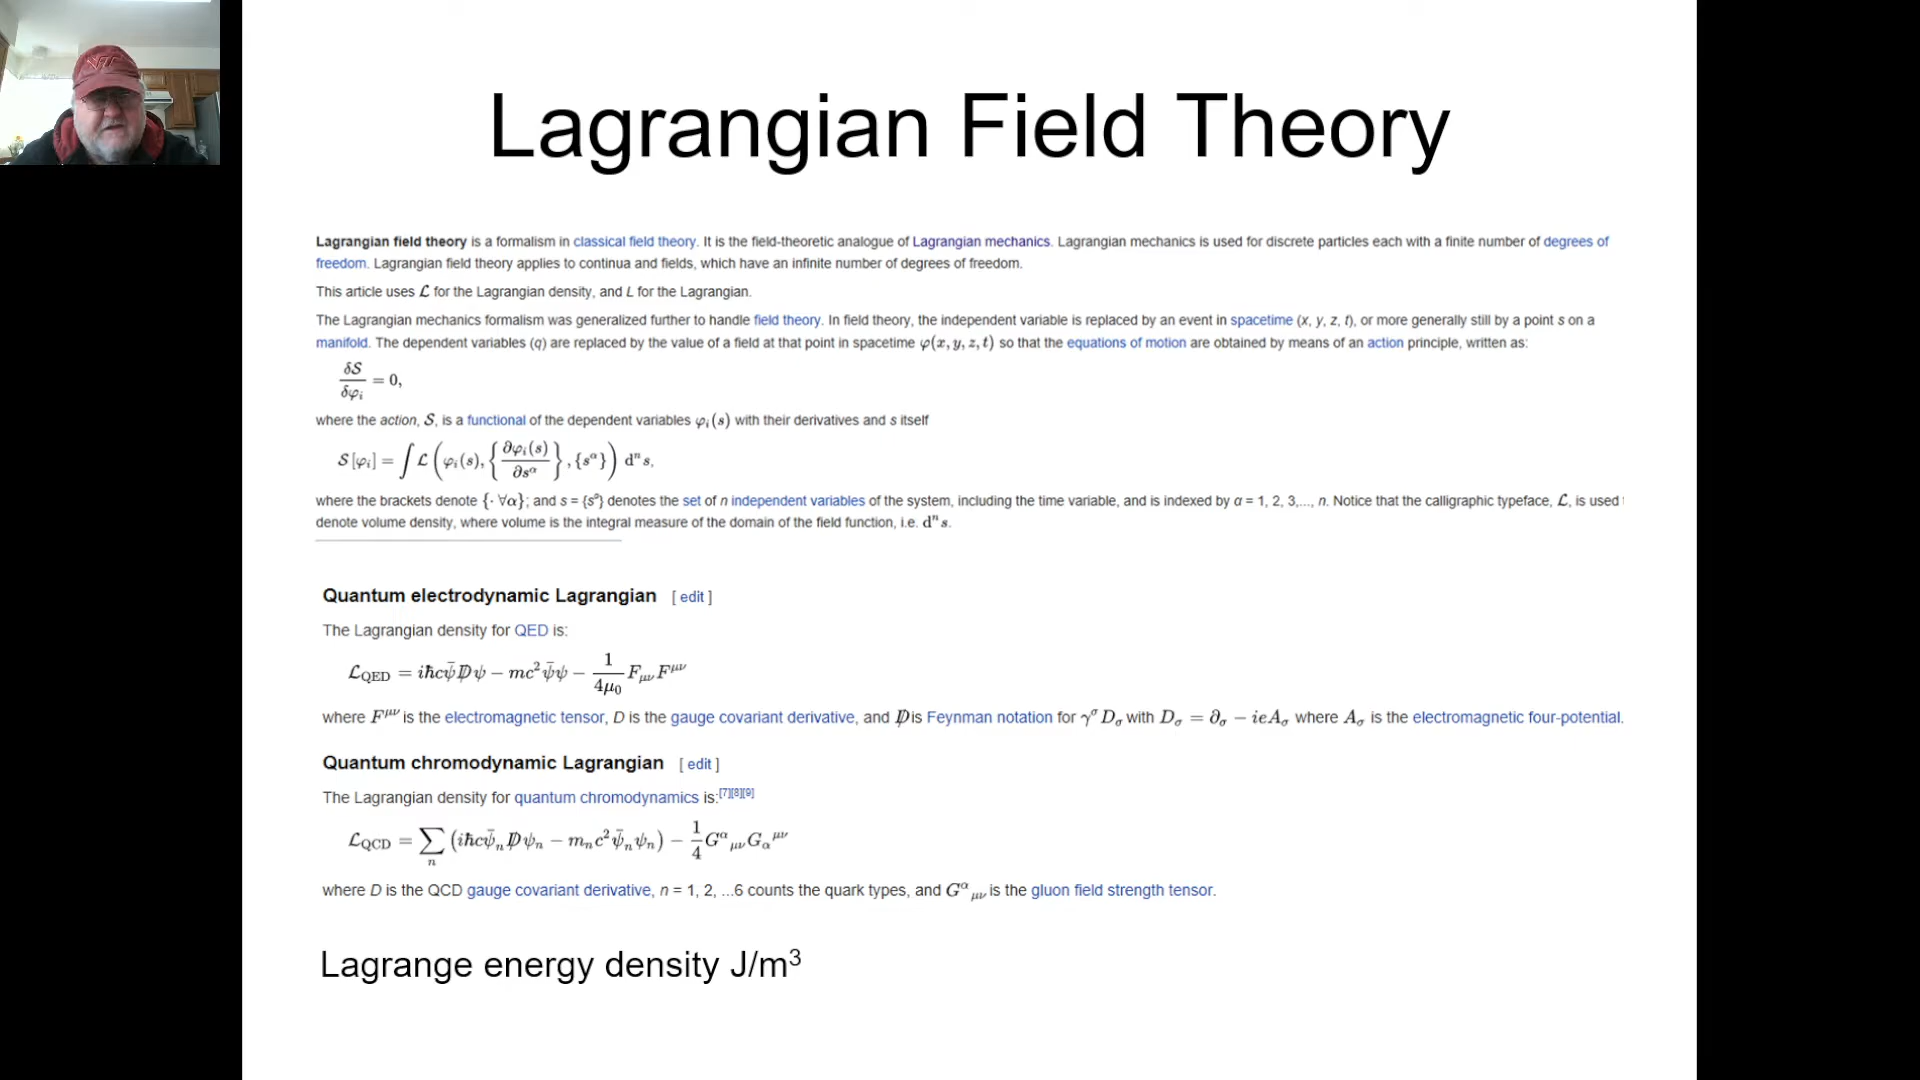 Lagrangian Field Theory
Lagrangian field theory is a formalism in classical field theory. It is the field-theoretic analogue of Lagrangian mechanics. Lagrangian mechanics is used for discrete particles each with a finite number of degrees of
freedom. Lagrangian field theory applies to continua and fields, which have an infinite number of degrees of freedom.
This article uses ℒ for the Lagrangian density, and L for the Lagrangian.
The Lagrangian mechanics formalism was generalized further to handle field theory. In field theory, the independent variable is replaced by an event in spacetime (x, y, z, t), or more generally still by a point s on a
manifold. The dependent variables (q) are replaced by the value of a field at that point in spacetime φ(x, y, z, t) so that the equations of motion are obtained by means of an action principle, written as:
δS/δφᵢ = 0,
where the action, S, is a functional of the dependent variables φᵢ(s) with their derivatives and s itself
S[φᵢ] = ∫ ℒ (φᵢ(s), {∂φᵢ(s)/∂s^α}, {s^α}) dⁿs,
where the brackets denote {· ∀α}; and s = {s^α} denotes the set of n independent variables of the system, including the time variable, and is indexed by α = 1, 2, 3,..., n. Notice that the calligraphic typeface, ℒ, is used
denote volume density, where volume is the integral measure of the domain of the field function, i.e. dⁿs.
Quantum electrodynamic Lagrangian [ edit ]
The Lagrangian density for QED is:
ℒ_QED = iħcψ̄D̸ψ − mc²ψ̄ψ − 1/(4μ₀) F_μν F^μν
where F^μν is the electromagnetic tensor, D is the gauge covariant derivative, and D̸ is Feynman notation for γ^σ D_σ with D_σ = ∂_σ − ieA_σ where A_σ is the electromagnetic four-potential.
Quantum chromodynamic Lagrangian [ edit ]
The Lagrangian density for quantum chromodynamics is:[7][8][9]
ℒ_QCD = ∑_n (iħcψ̄_n D̸ψ_n − m_n c²ψ̄_n ψ_n) − 1/4 G^α_μν G_α^μν
where D is the QCD gauge covariant derivative, n = 1, 2, ...6 counts the quark types, and G^α_μν is the gluon field strength tensor.
Lagrange energy density J/m³